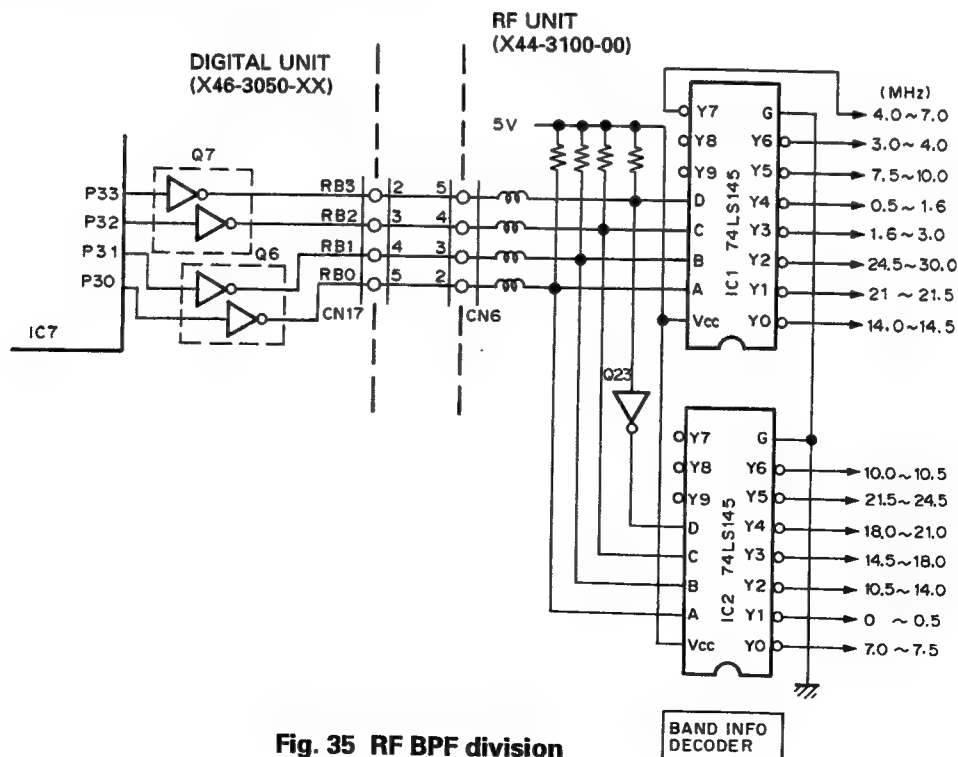 RF UNIT
(X44-3100-00)
DIGITAL UNIT
(X46-3050-XX)
(MHz)
5V
Q7
P33
P32
P31
P30
Q6
IC7
RB3
RB2
RB1
RB0
2
3
4
5
CN17
5
4
3
2
CN6
Y7
Y8
Y9
D
C
B
A
Vcc
74LS145
IC1
G
Y6
Y5
Y4
Y3
Y2
Y1
Y0
4.0~7.0
3.0~4.0
7.5~10.0
0.5~1.6
1.6~3.0
24.5~30.0
21 ~21.5
14.0~14.5
Q23
Y7
Y8
Y9
D
C
B
A
Vcc
74LS145
IC2
G
Y6
Y5
Y4
Y3
Y2
Y1
Y0
10.0~10.5
21.5~24.5
18.0~21.0
14.5~18.0
10.5~14.0
0 ~0.5
7.0~7.5
BAND INFO
DECODER
Fig. 35 RF BPF division